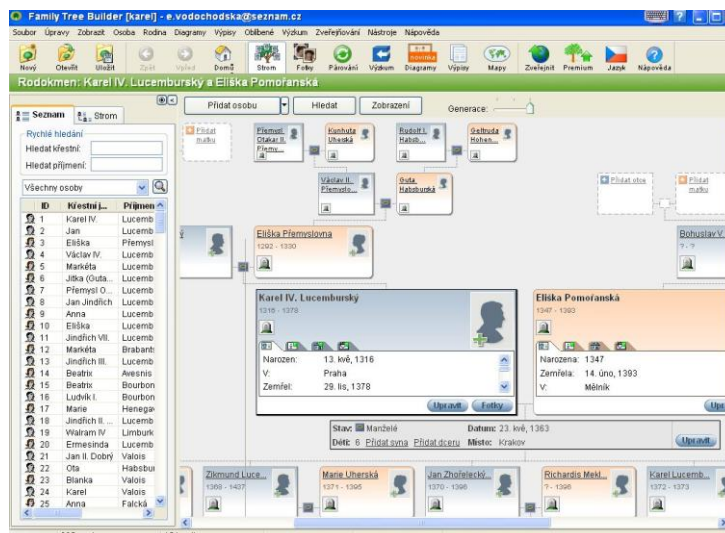 Family Tree Builder [karel] - e.vodochodska@seznam.cz
Soubor Úpravy Zobrazit Osoba Rodina Diagramy Výpisy Oblíbené Výzkum Zveřejňování Nástroje Nápověda
novinka
Nový Otevřít Uložit Zpět Vpřed Domů Strom Fotky Párování Výzkum Diagramy Výpisy Mapy Zveřejnit Premium Jazyk Nápověda
Rodokmen: Karel IV. Lucemburský a Eliška Pomořanská
Seznam Strom
Přidat osobu Hledat Zobrazení Generace:
Rychlé hledání
Hledat křestní:
Hledat příjmení:
Všechny osoby
ID Křestní j... Příjmen
1 Karel IV. Lucemb
2 Jan Lucemb
3 Eliška Přemysl
4 Václav IV. Lucemb
5 Markéta Lucemb
6 Jitka (Guta... Lucemb
7 Přemysl O... Lucemb
8 Jan Jindřich Lucemb
9 Anna Lucemb
10 Eliška Lucemb
11 Jindřich VII. Lucemb
12 Markéta Brabants
13 Jindřich III. Lucemb
14 Beatrix Avesnis
15 Beatrix Bourbon
16 Ludvík I. Bourbon
17 Marie Henegav
18 Jindřich II. ... Lucemb
19 Walram IV Limburk
20 Ermesinda Lucemb
21 Jan II. Dobrý Valois
22 Ota Habsbur
23 Blanka Valois
24 Karel Valois
25 Anna Falcká
Přidat matku
Přemysl Otakar II. Přemy...
Kunhuta Uherská
Rudolf I. Habsb...
Geltruda Hohen...
Václav II. Přemyslo...
Guta Habsburská
Přidat otce
Přidat matku
Eliška Přemyslovna
1292 - 1330
Bohuslav V.
? - ?
Karel IV. Lucemburský
1316 - 1378
Narozen: 13. kvě, 1316
V: Praha
Zemřel: 29. lis, 1378
Upravit Fotky
Eliška Pomořanská
1347 - 1393
Narozena: 1347
Zemřela: 14. úno, 1393
V: Mělník
Upr
Stav: Manželé Datum: 23. kvě, 1363
Děti: 6 Přidat syna Přidat dceru Místo: Krakov
Upravit
Zikmund Luce...
1368 - 1437
Marie Uherská
1371 - 1395
Jan Zhořelecký...
1370 - 1396
Richardis Mekl...
? - 1396
Karel Lucemb...
1372 - 1373